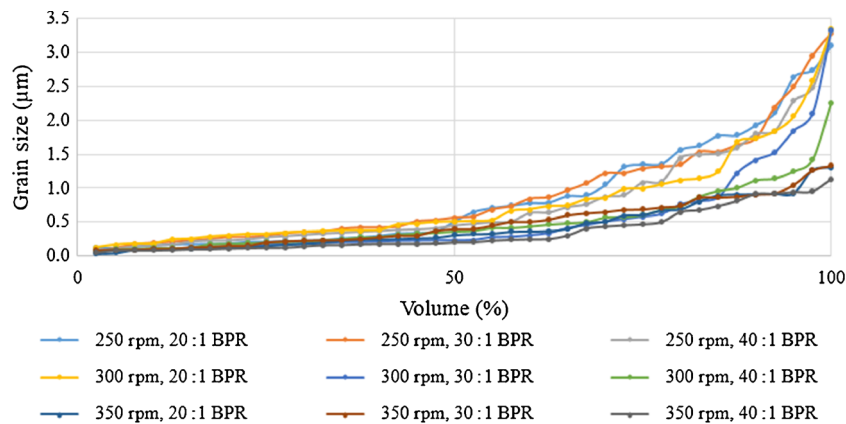 3.5
3.0
2.5
2.0
1.5
1.0
0.5
0.0
Grain size (μm)
0 50 100
Volume (%)
250 rpm, 20 : 1 BPR 250 rpm, 30 : 1 BPR 250 rpm, 40 : 1 BPR
300 rpm, 20 : 1 BPR 300 rpm, 30 : 1 BPR 300 rpm, 40 : 1 BPR
350 rpm, 20 : 1 BPR 350 rpm, 30 : 1 BPR 350 rpm, 40 : 1 BPR